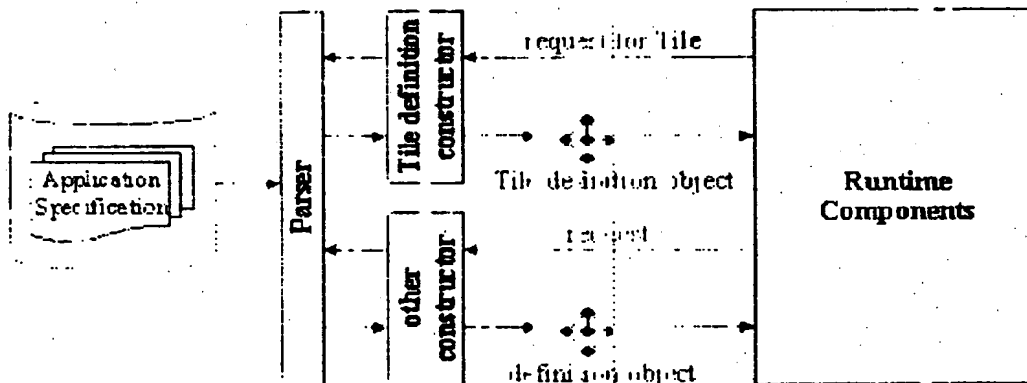 request for Tile
Tile definition
constructor
Application
Specification
Parser
Tile definition object
Runtime
Components
request
other
constructor
definition object